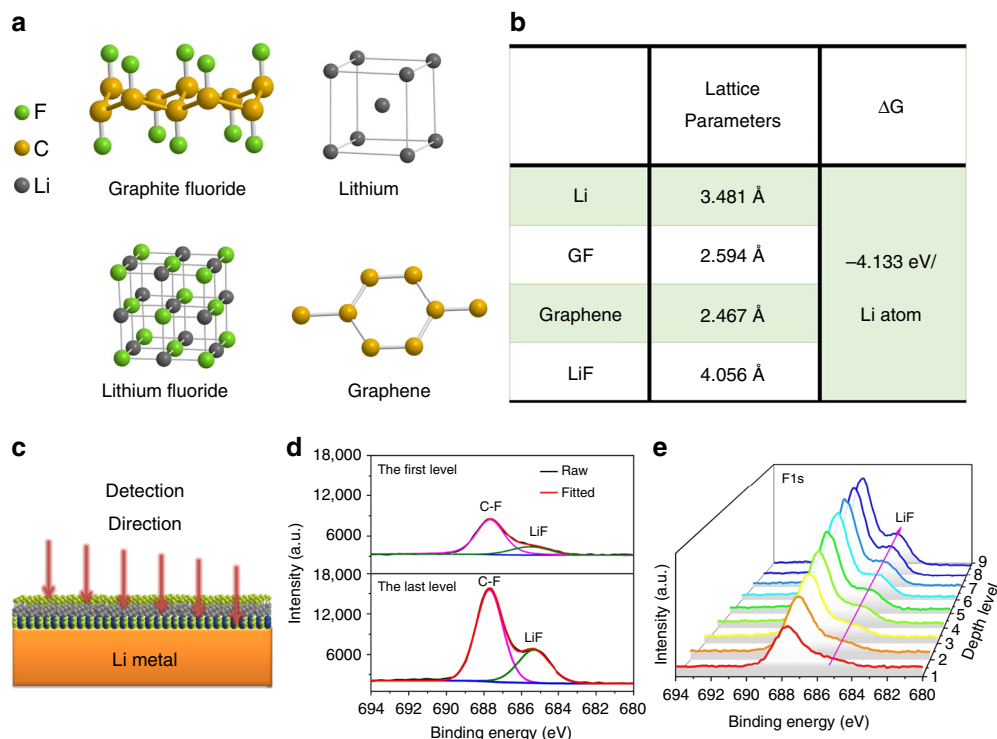 a
F
C
Li
Graphite fluoride
Lithium
Lithium fluoride
Graphene
b
Lattice
Parameters
ΔG
Li
3.481 Å
GF
2.594 Å
Graphene
2.467 Å
LiF
4.056 Å
–4.133 eV/
Li atom
c
Detection
Direction
Li metal
d
18,000
The first level
Raw
Fitted
12,000
C-F
6000
LiF
18,000
The last level
C-F
12,000
LiF
6000
Intensity (a.u.)
694 692 690 688 686 684 682 680
Binding energy (eV)
e
F1s
LiF
Intensity (a.u.)
9
8
7
6
5
4
3
2
1
Depth level
694 692 690 688 686 684 682 680
Binding energy (eV)